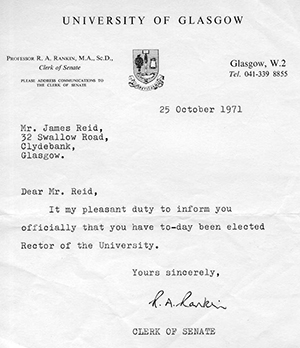 UNIVERSITY OF GLASGOW
PROFESSOR R. A. RANKIN, M.A., Sc.D.,
Clerk of Senate
PLEASE ADDRESS COMMUNICATIONS TO
THE CLERK OF SENATE
Glasgow, W.2
Tel. 041-339 8855
25 October 1971
Mr. James Reid,
32 Swallow Road,
Clydebank,
Glasgow.
Dear Mr. Reid,
It my pleasant duty to inform you
officially that you have to-day been elected
Rector of the University.
Yours sincerely,
R. A. Rankin
CLERK OF SENATE